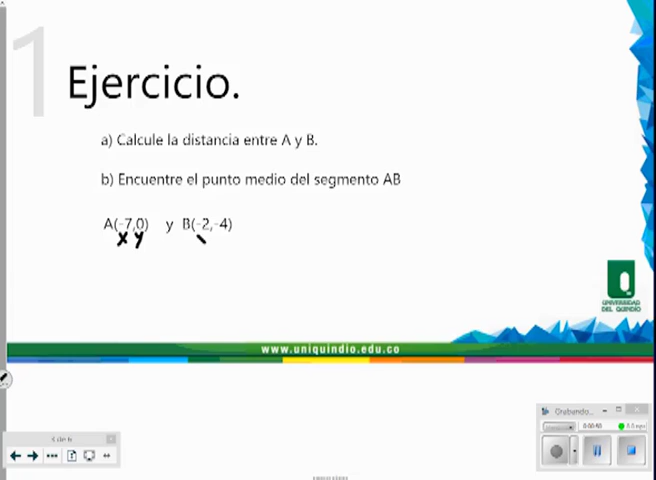 1
Ejercicio.
a) Calcule la distancia entre A y B.
b) Encuentre el punto medio del segmento AB
A(-7,0) y B(-2,-4)
x y
UNIVERSIDAD
DEL QUINDÍO
www.uniquindio.edu.co
Grabando...